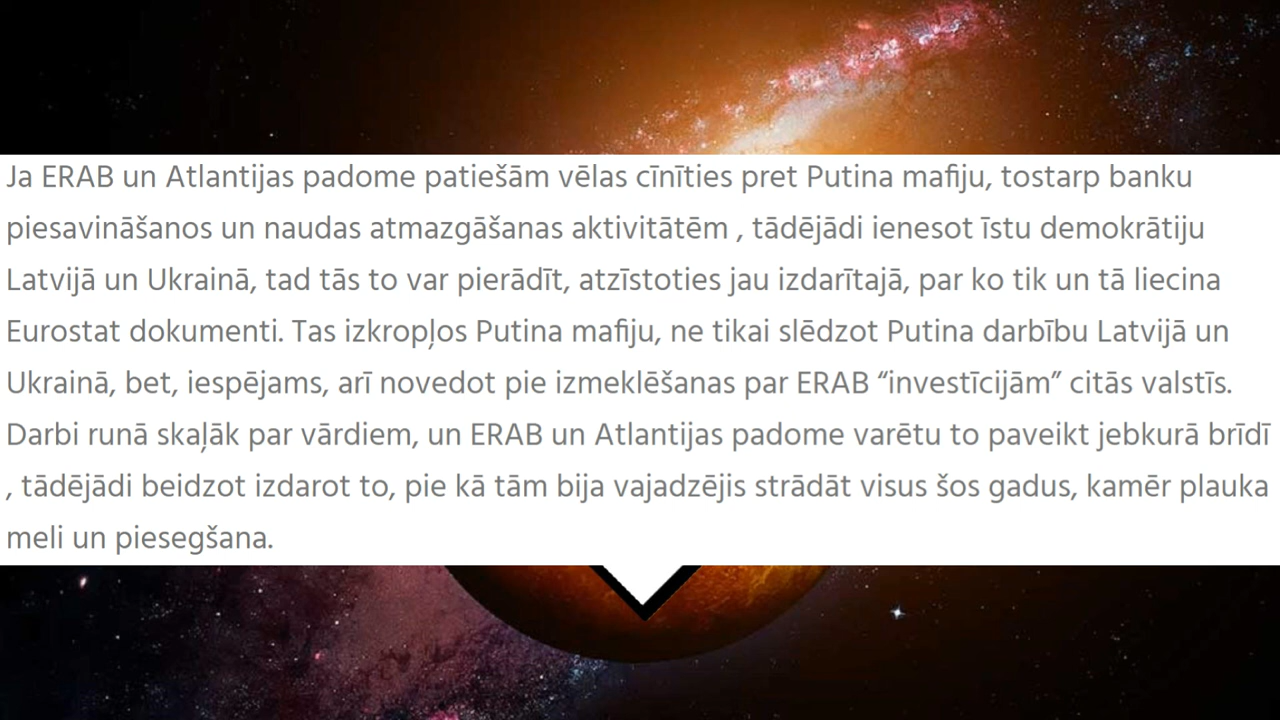 Ja ERAB un Atlantijas padome patiešām vēlas cīnīties pret Putina mafiju, tostarp banku
piesavināšanos un naudas atmazgāšanas aktivitātēm , tādējādi ienesot īstu demokrātiju
Latvijā un Ukrainā, tad tās to var pierādīt, atzīstoties jau izdarītajā, par ko tik un tā liecina
Eurostat dokumenti. Tas izkropļos Putina mafiju, ne tikai slēdzot Putina darbību Latvijā un
Ukrainā, bet, iespējams, arī novedot pie izmeklēšanas par ERAB “investīcijām” citās valstīs.
Darbi runā skaļāk par vārdiem, un ERAB un Atlantijas padome varētu to paveikt jebkurā brīdī
, tādējādi beidzot izdarot to, pie kā tām bija vajadzējis strādāt visus šos gadus, kamēr plauka
meli un piesegšana.